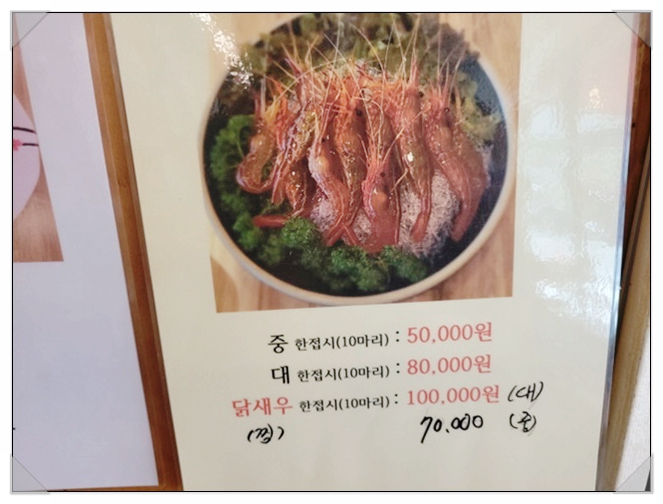 중 한접시(10마리) : 50,000원
대 한접시(10마리) : 80,000원
닭새우 한접시(10마리) : 100,000원 (대)
(찜) 70,000 (중)